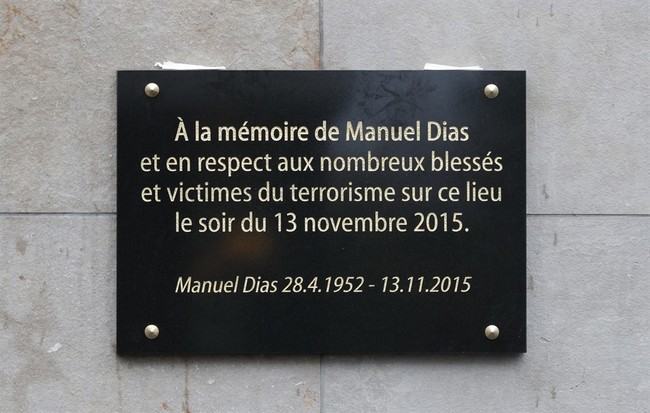 À la mémoire de Manuel Dias
et en respect aux nombreux blessés
et victimes du terrorisme sur ce lieu
le soir du 13 novembre 2015.
Manuel Dias 28.4.1952 - 13.11.2015